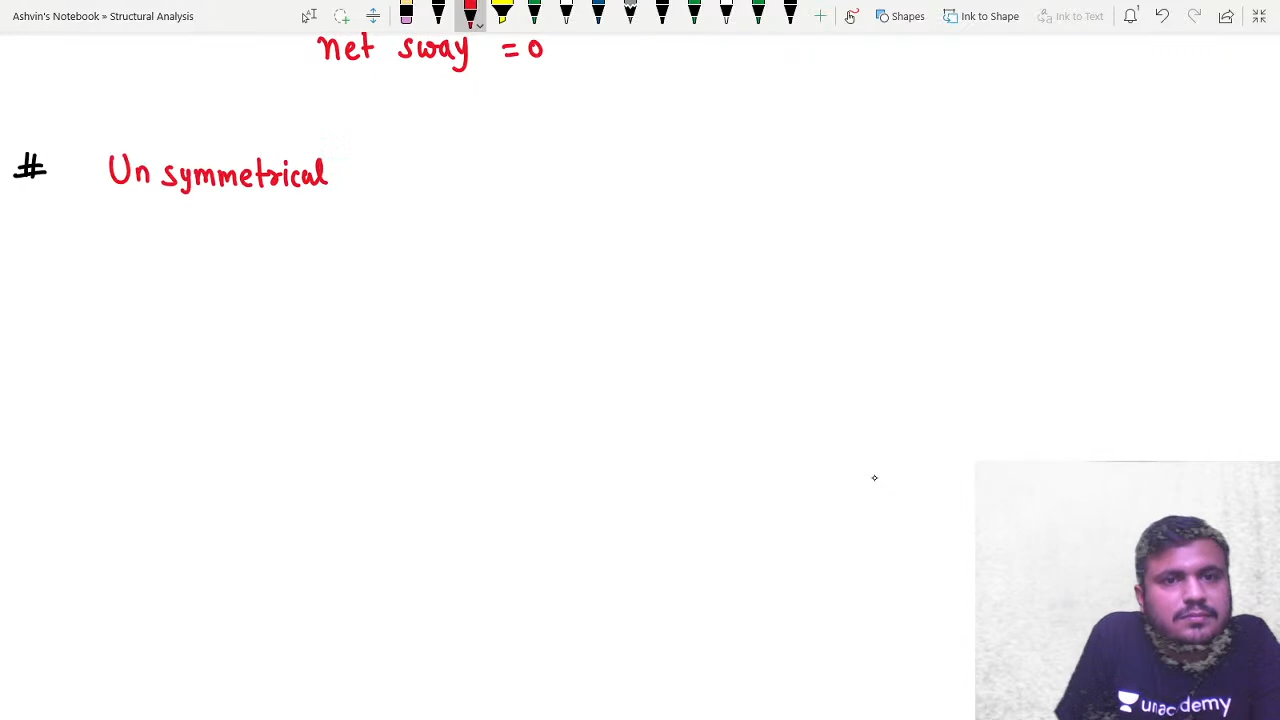 Ashvin's Notebook » Structural Analysis
Shapes
Ink to Shape
Ink to Text
net sway = 0
# Un symmetrical
unacademy